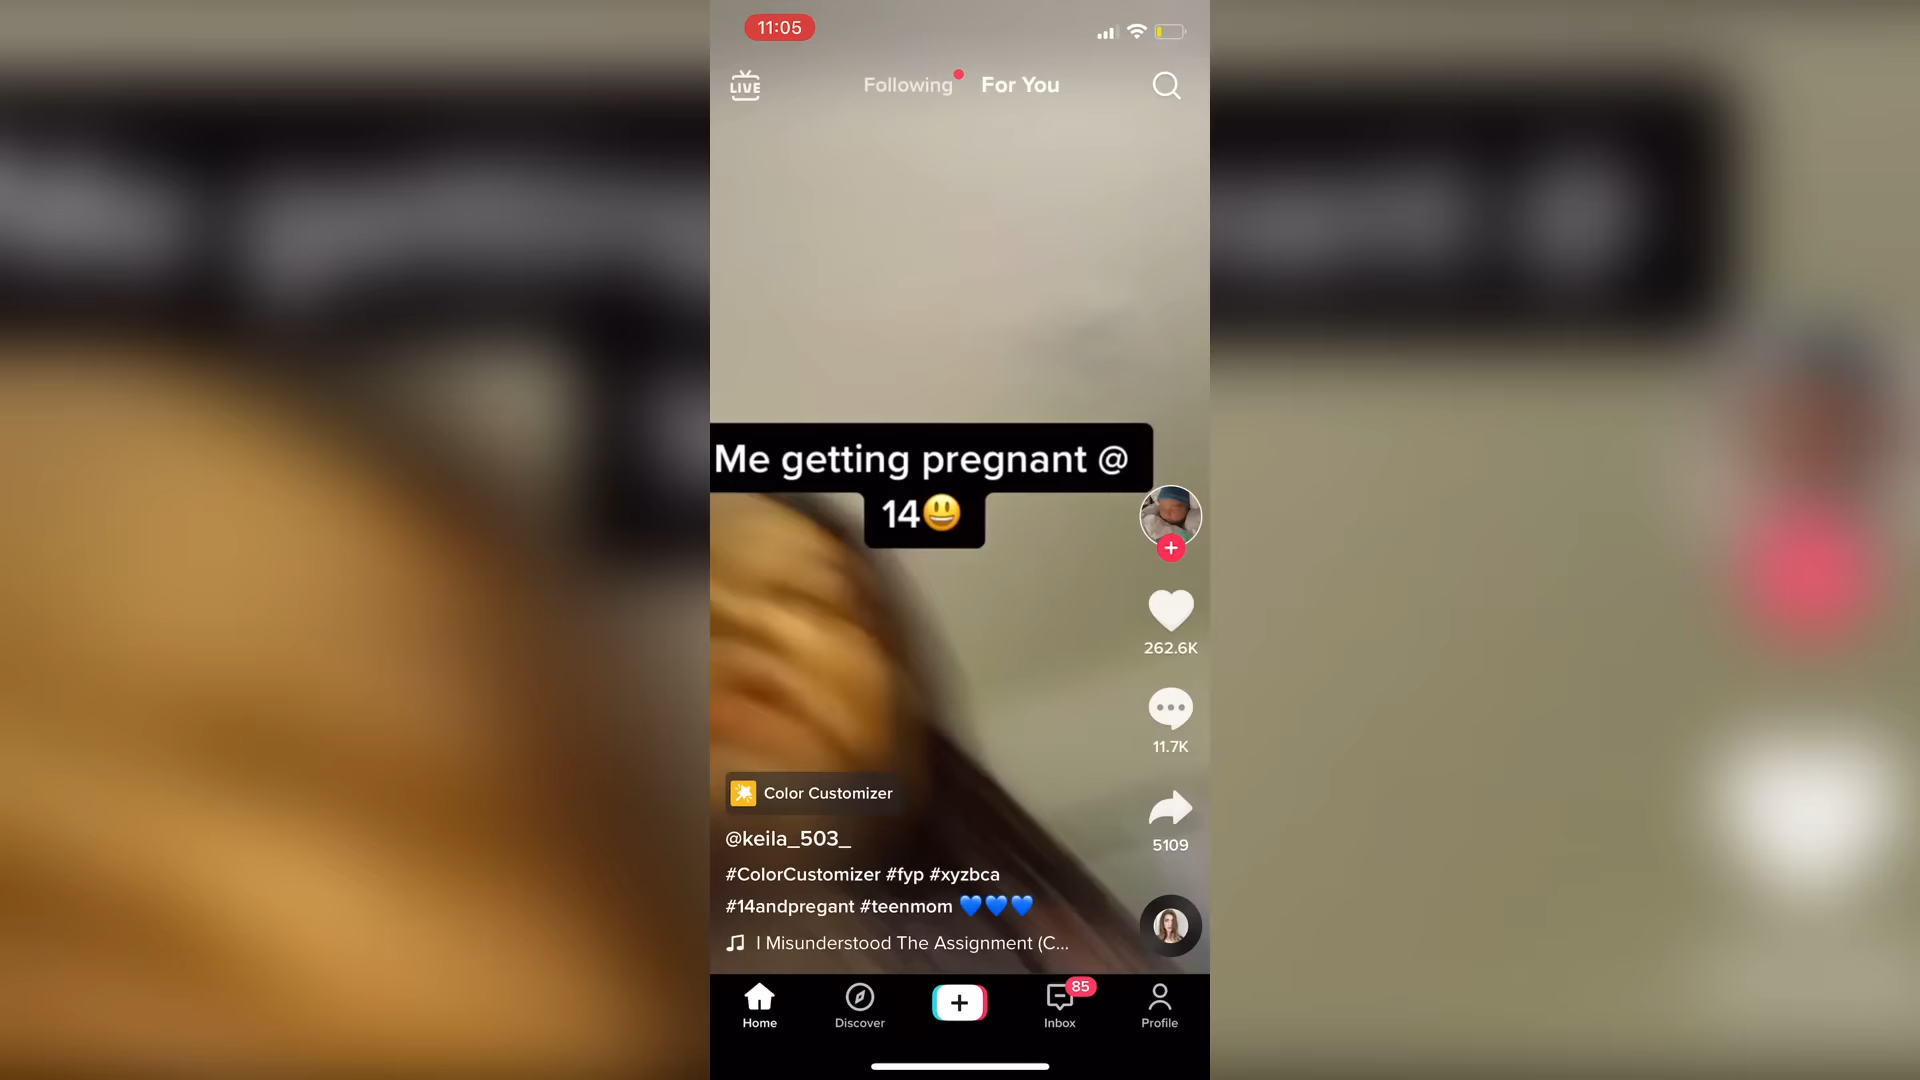 11:05
LIVE
Following
For You
Me getting pregnant @
14😃
262.6K
11.7K
5109
Color Customizer
@keila_503_
#ColorCustomizer #fyp #xyzbca
#14andpregant #teenmom 💙💙💙
I Misunderstood The Assignment (C...
85
Home
Discover
Inbox
Profile